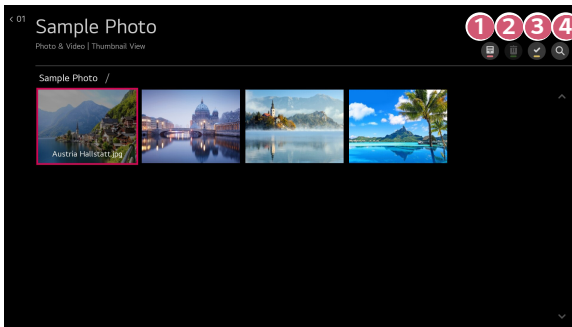 < 01
Sample Photo
Photo & Video | Thumbnail View
1 2 3 4
Sample Photo /
Austria Hallstatt.jpg